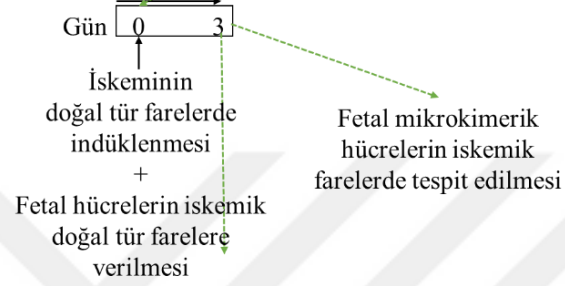 Gün 0 3
İskeminin
doğal tür farelerde
indüklenmesi
+
Fetal hücrelerin iskemik
doğal tür farelere
verilmesi
Fetal mikrokimerik
hücrelerin iskemik
farelerde tespit edilmesi